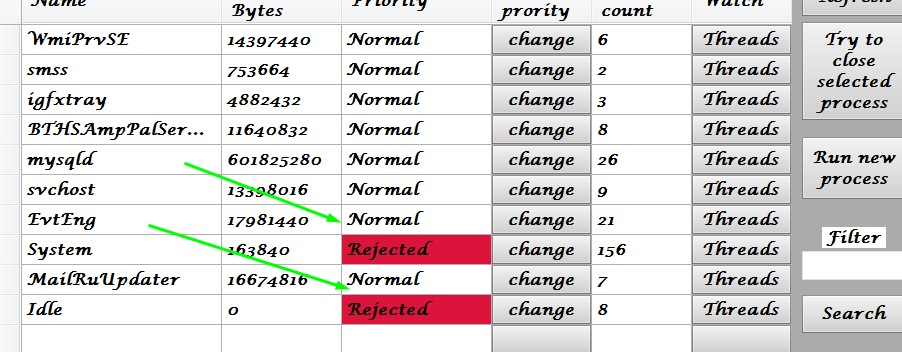 Name Priority Watch Refresh
Bytes prority count
WmiPrvSE 14397440 Normal change 6 Threads
smss 753664 Normal change 2 Threads
igfxtray 4882432 Normal change 3 Threads
BTHSAmpPalSer... 11640832 Normal change 8 Threads
mysqld 601825280 Normal change 26 Threads
svchost 13398016 Normal change 9 Threads
EvtEng 17981440 Normal change 21 Threads
System 163840 Rejected change 156 Threads
MailRuUpdater 16674816 Normal change 7 Threads
Idle 0 Rejected change 8 Threads
Try to
close
selected
process
Run new
process
Filter
Search